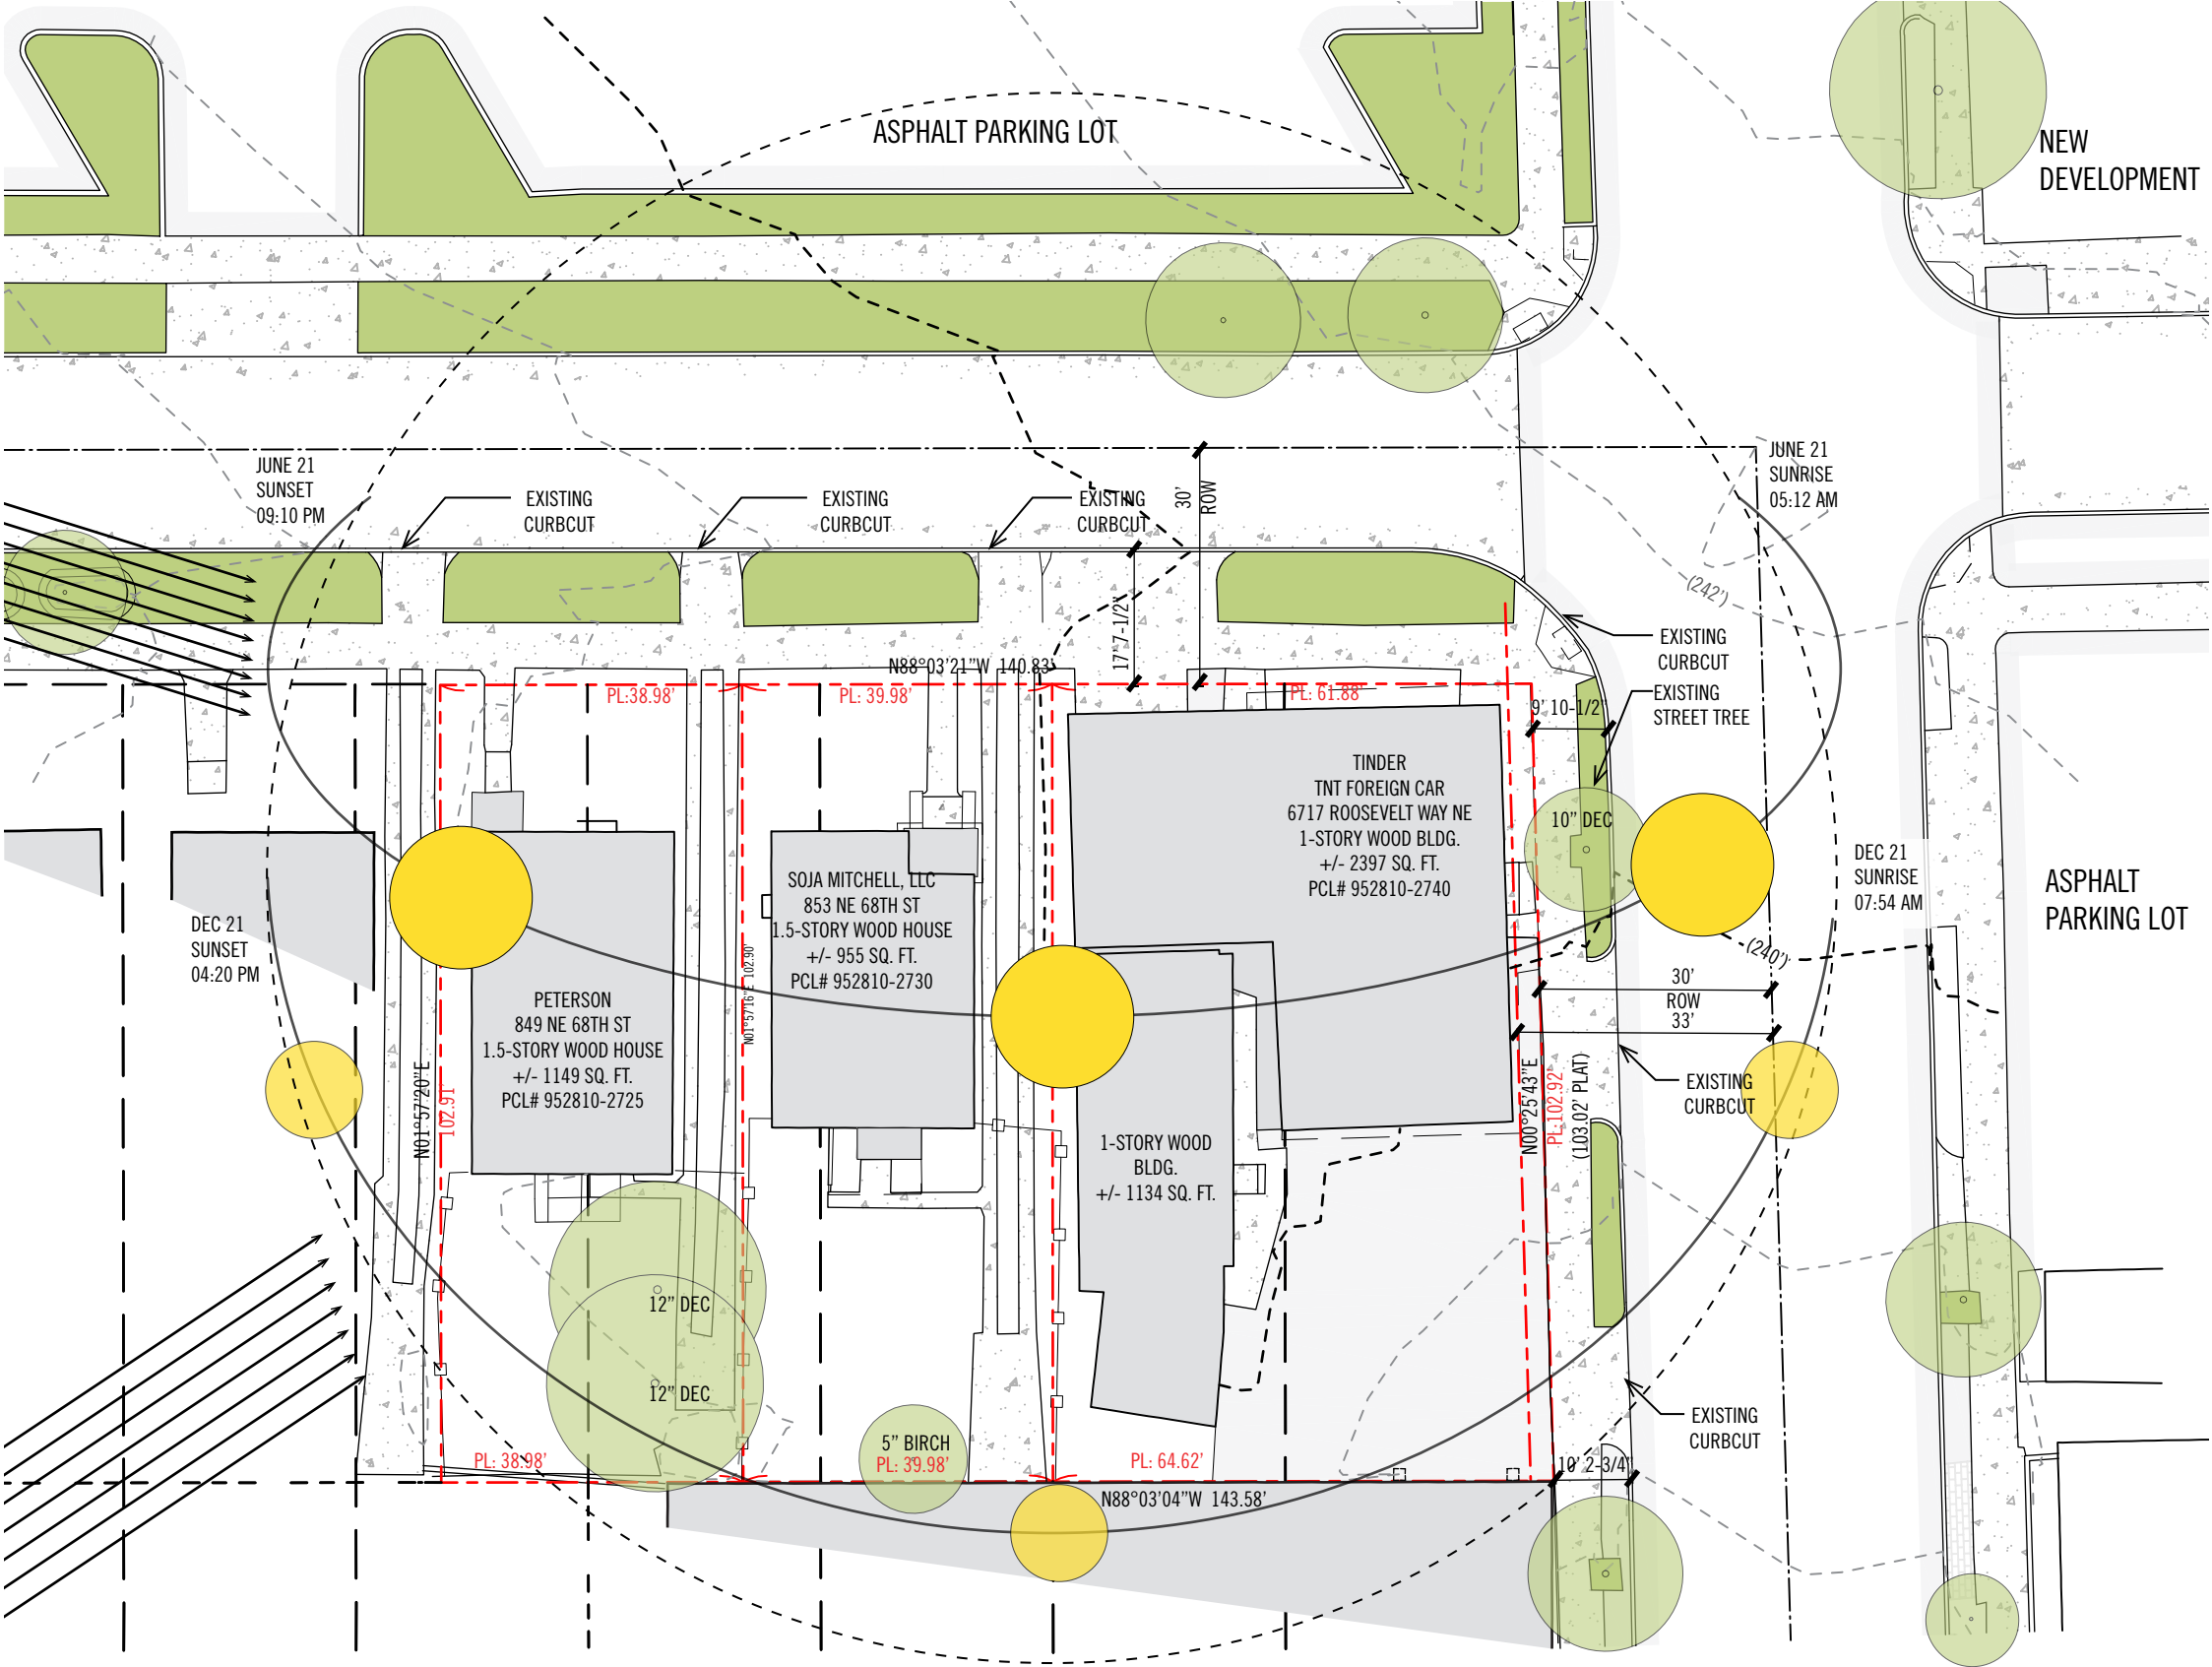 ASPHALT PARKING LOT
NEW
DEVELOPMENT
JUNE 21
SUNSET
09:10 PM
EXISTING
CURBCUT
EXISTING
CURBCUT
EXISTING
CURBCUT
30'
ROW
JUNE 21
SUNRISE
05:12 AM
(242')
17' 7-1/2"
EXISTING
CURBCUT
N88°03'21"W 140.83'
PL:38.98'
PL: 39.98'
PL: 61.88'
9' 10-1/2"
EXISTING
STREET TREE
TINDER
TNT FOREIGN CAR
6717 ROOSEVELT WAY NE
1-STORY WOOD BLDG.
+/- 2397 SQ. FT.
PCL# 952810-2740
10" DEC
DEC 21
SUNRISE
07:54 AM
ASPHALT
PARKING LOT
SOJA MITCHELL, LLC
853 NE 68TH ST
1.5-STORY WOOD HOUSE
+/- 955 SQ. FT.
PCL# 952810-2730
DEC 21
SUNSET
04:20 PM
N01°57'16"E 102.90'
(240')
30'
ROW
33'
PETERSON
849 NE 68TH ST
1.5-STORY WOOD HOUSE
+/- 1149 SQ. FT.
PCL# 952810-2725
N01°57'20"E
102.91'
N00°25'43"E
PL:102.92'
(103.02' PLAT)
EXISTING
CURBCUT
1-STORY WOOD
BLDG.
+/- 1134 SQ. FT.
12" DEC
12" DEC
EXISTING
CURBCUT
5" BIRCH
PL: 38.98'
PL: 39.98'
PL: 64.62'
10' 2-3/4"
N88°03'04"W 143.58'